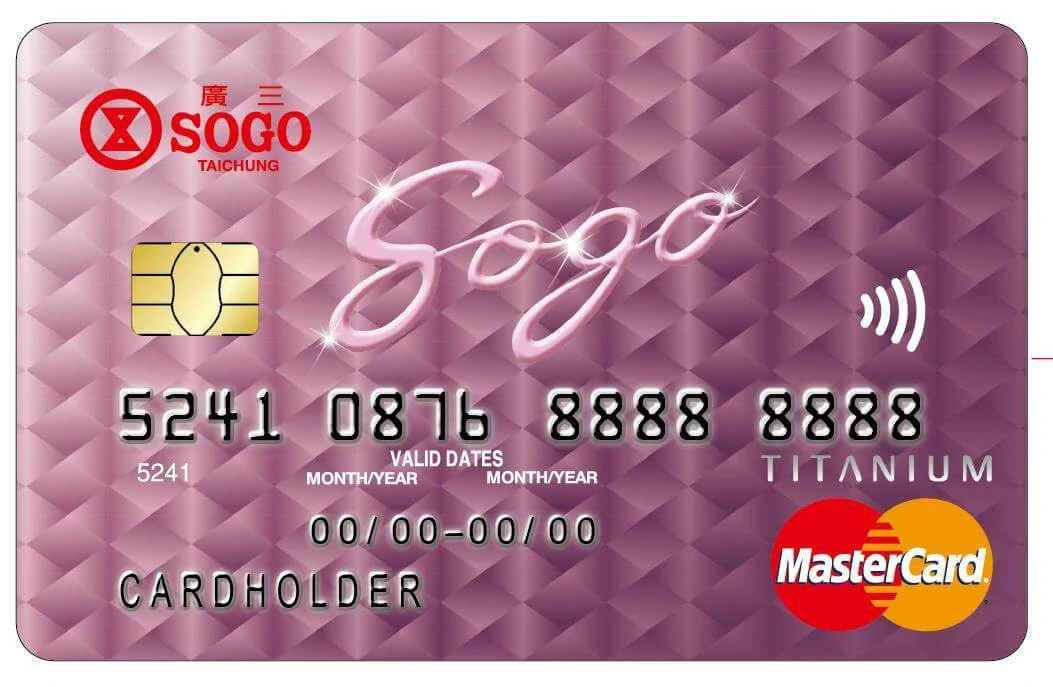 廣三
SOGO
TAICHUNG
Sogo
5241 0876 8888 8888
5241
VALID DATES
MONTH/YEAR MONTH/YEAR
TITANIUM
00/00–00/00
CARDHOLDER
MasterCard.